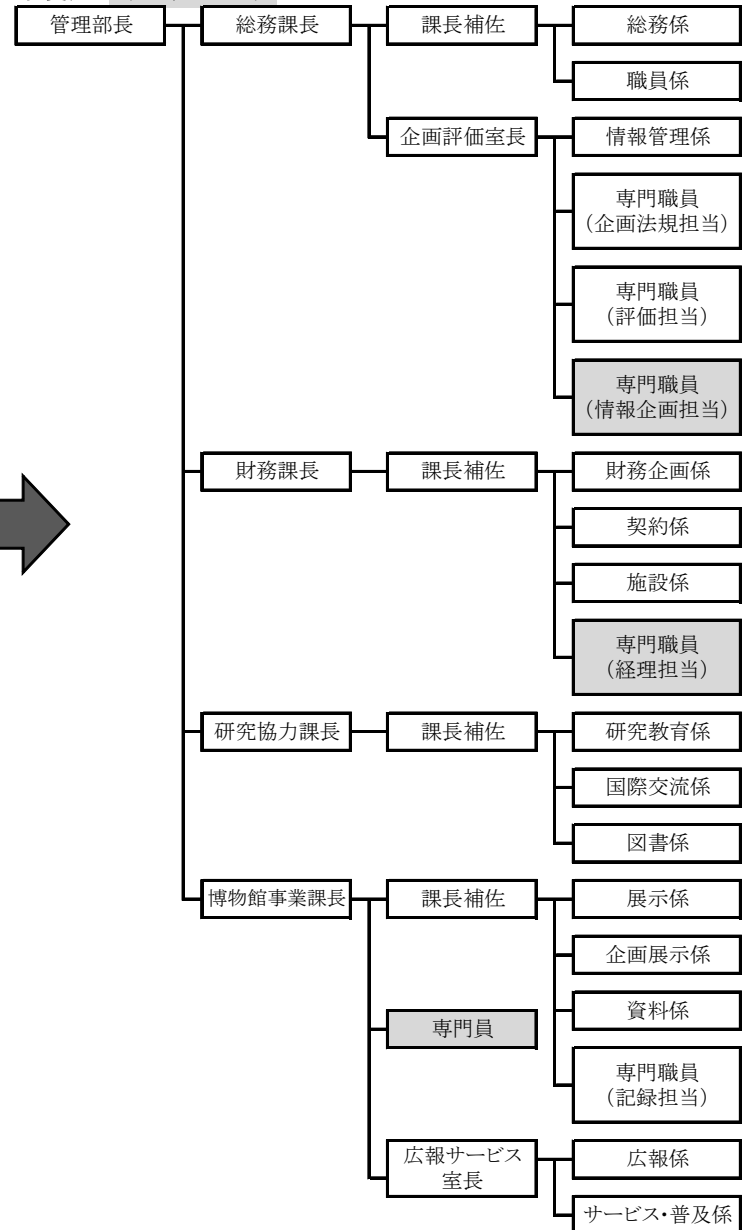 管理部長
総務課長
課長補佐
総務係
職員係
企画評価室長
情報管理係
専門職員
(企画法規担当)
専門職員
(評価担当)
専門職員
(情報企画担当)
財務課長
課長補佐
財務企画係
契約係
施設係
専門職員
(経理担当)
研究協力課長
課長補佐
研究教育係
国際交流係
図書係
博物館事業課長
課長補佐
展示係
企画展示係
資料係
専門員
専門職員
(記録担当)
広報サービス
室長
広報係
サービス・普及係